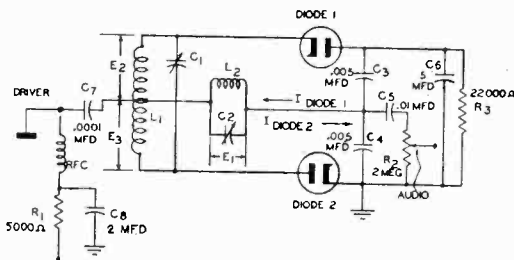 DIODE 1
C1
E2
L2
C7
DRIVER
.0001
MFD
L1
E3
C2
E1
RFC
R1
5000Ω
C8
2 MFD
I
DIODE 1
I
DIODE 2
.005
MFD
C3
C5
.01 MFD
C6
5
MFD
22000Ω
R3
.005
MFD
C4
R2
2 MEG
AUDIO
DIODE 2